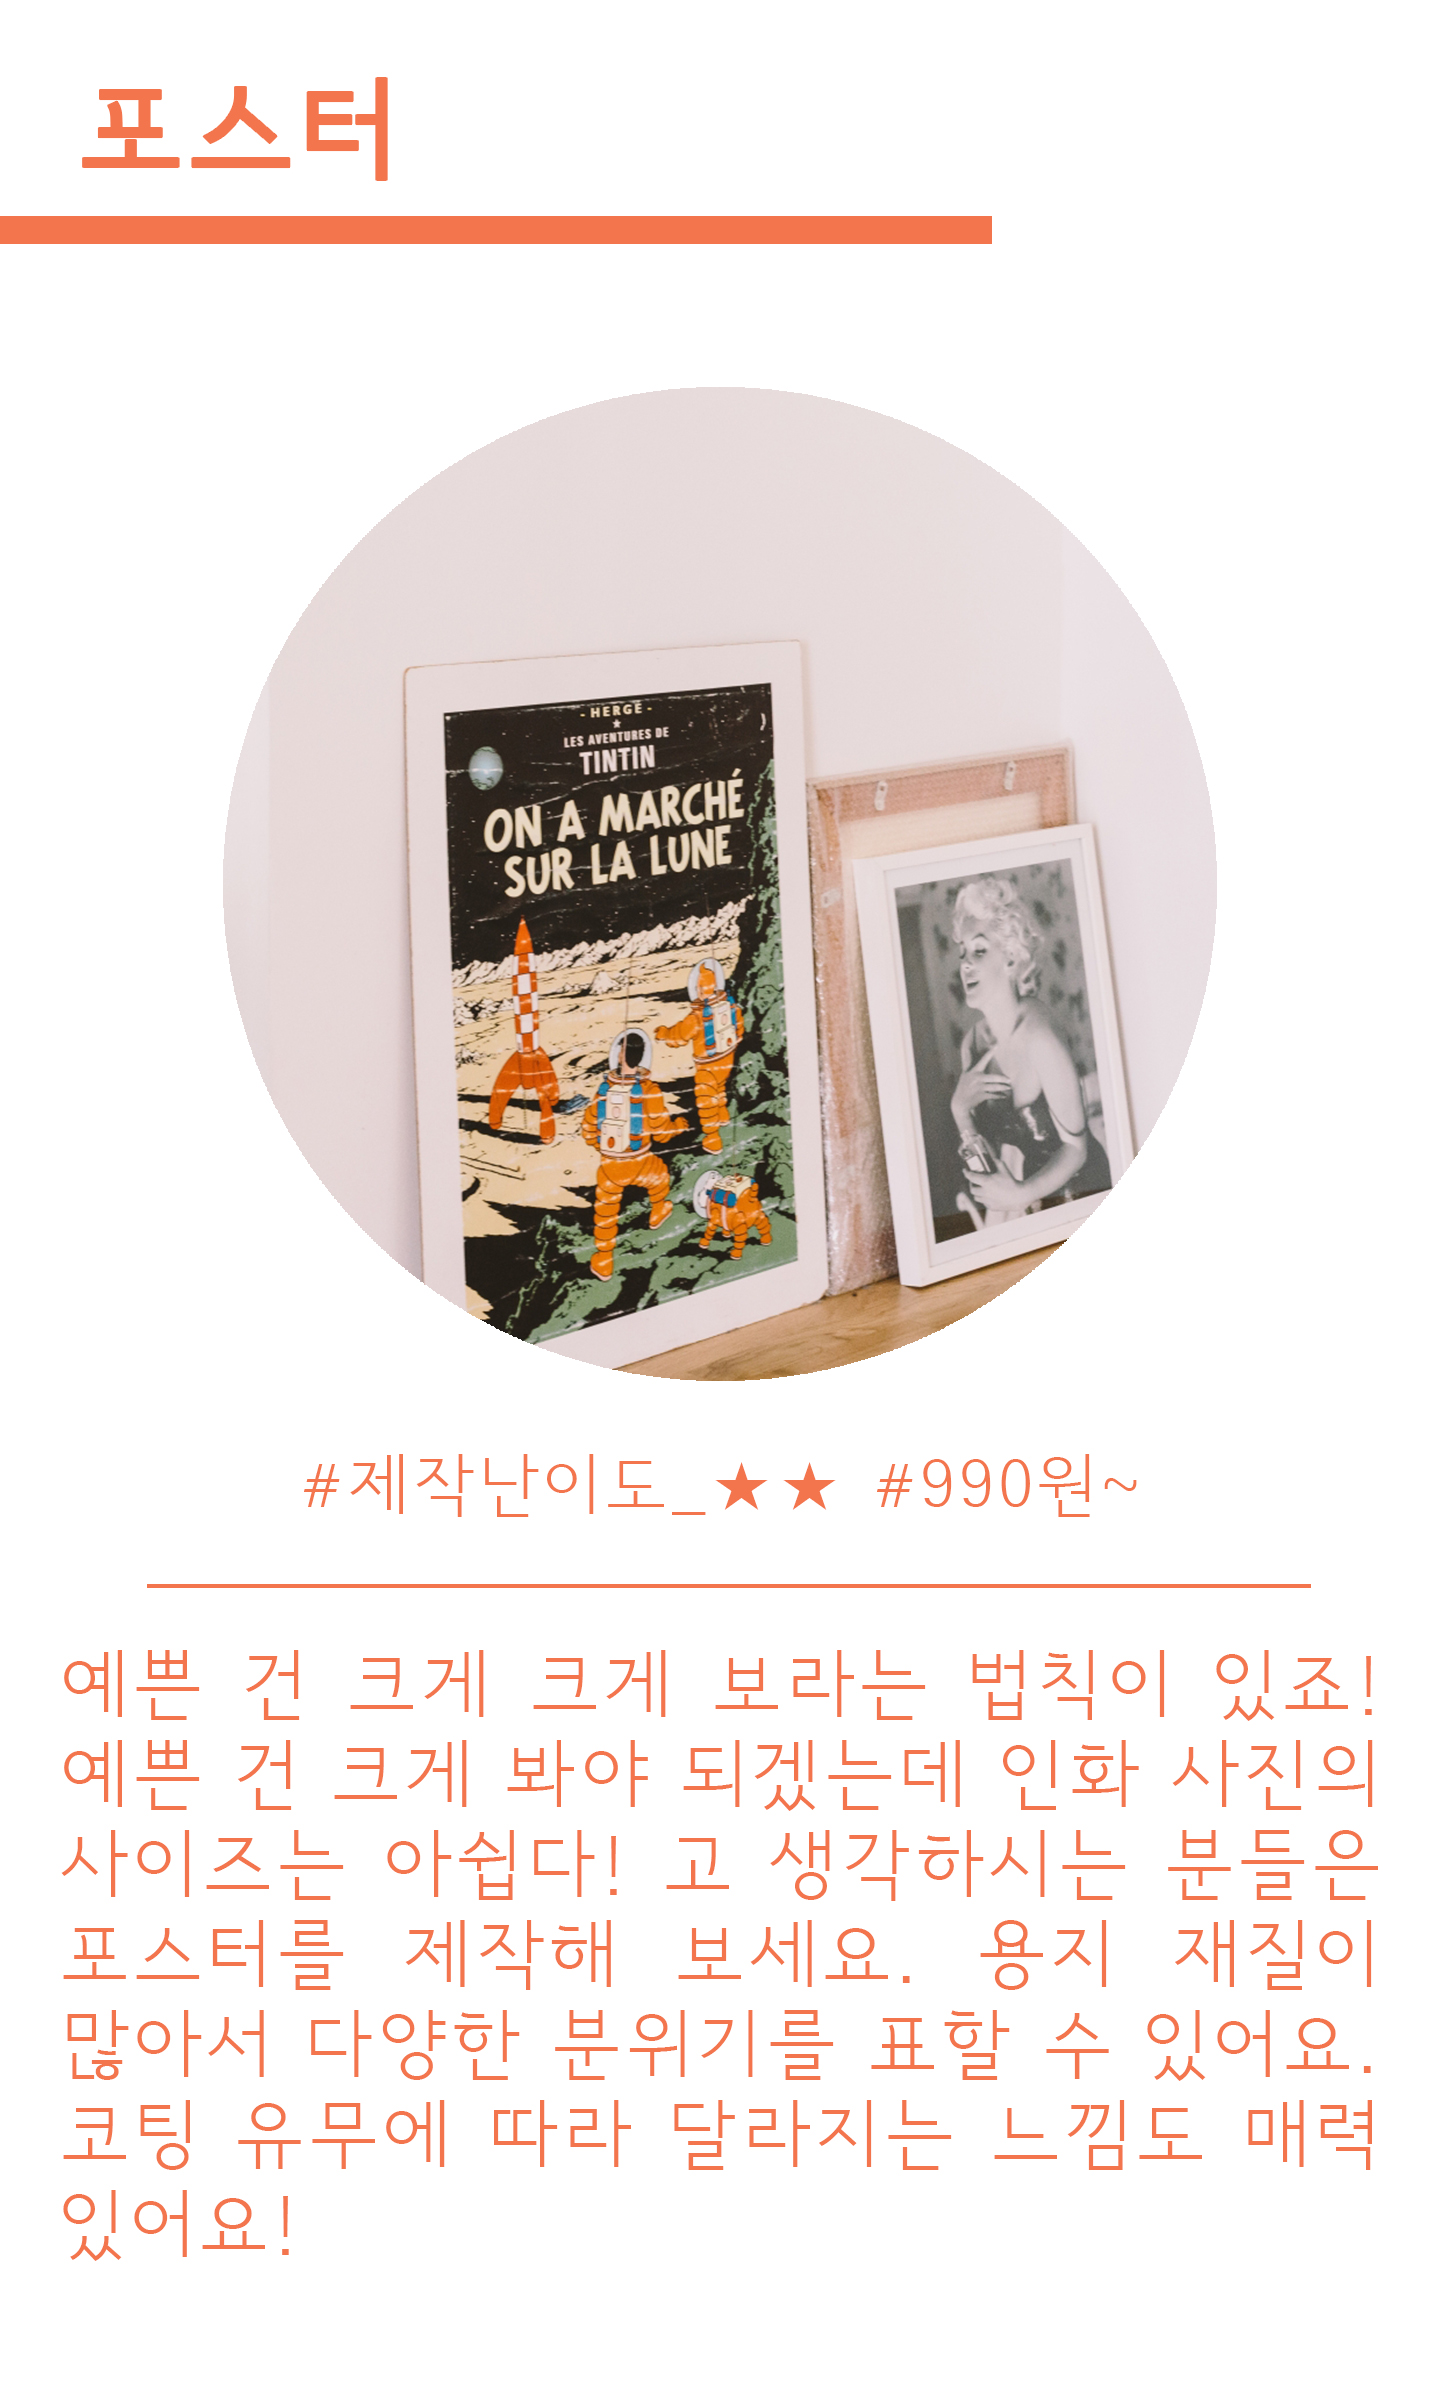 포스터
- HERGÉ -
LES AVENTURES DE
TINTIN
ON A MARCHÉ
SUR LA LUNE
#제작난이도_★★ #990원~
예쁜 건 크게 크게 보라는 법칙이 있죠!
예쁜 건 크게 봐야 되겠는데 인화 사진의
사이즈는 아쉽다! 고 생각하시는 분들은
포스터를 제작해 보세요. 용지 재질이
많아서 다양한 분위기를 표할 수 있어요.
코팅 유무에 따라 달라지는 느낌도 매력
있어요!